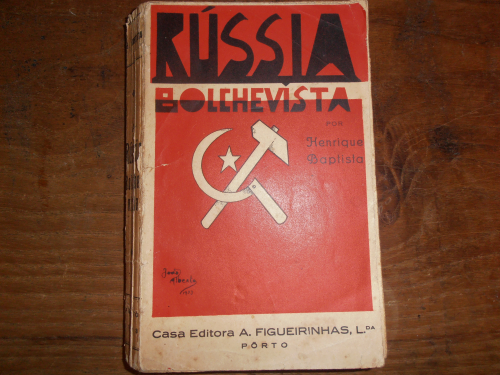 RÚSSIA
BOLCHEVISTA
POR
Henrique
Baptista
Casa Editora A. FIGUEIRINHAS, L.DA
PÔRTO